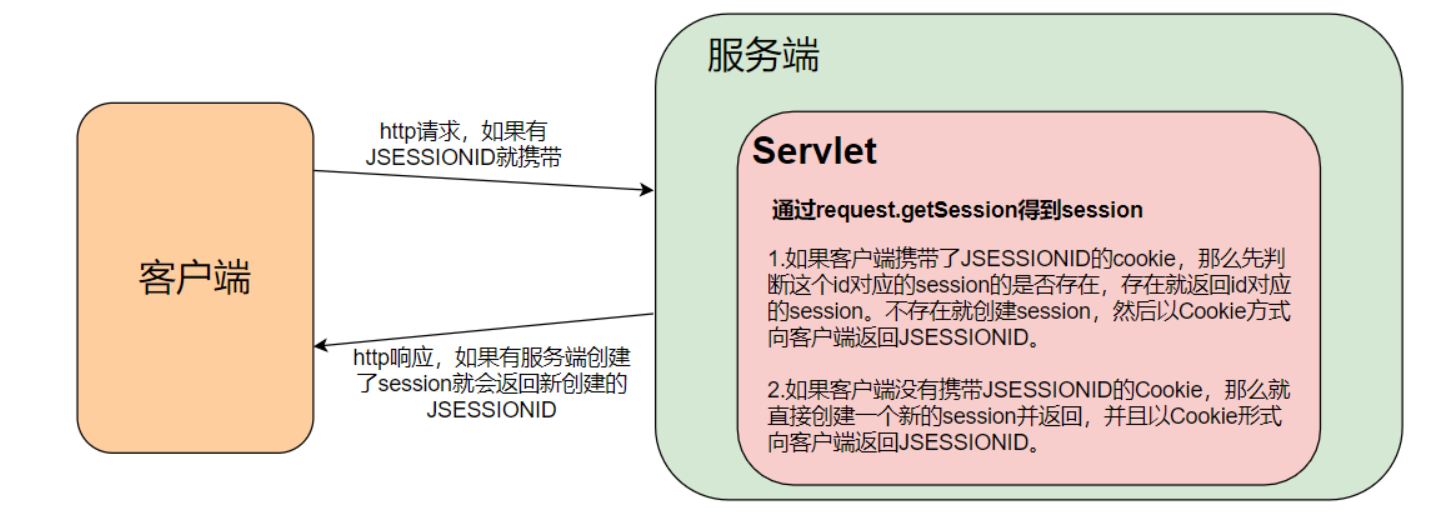 服务端
http请求，如果有
JSESSIONID就携带
客户端
http响应，如果有服务端创建
了session就会返回新创建的
JSESSIONID
Servlet
通过request.getSession得到session
1.如果客户端携带了JSESSIONID的cookie，那么先判
断这个id对应的session的是否存在，存在就返回id对应
的session。不存在就创建session，然后以Cookie方式
向客户端返回JSESSIONID。
2.如果客户端没有携带JSESSIONID的Cookie，那么就
直接创建一个新的session并返回，并且以Cookie形式
向客户端返回JSESSIONID。